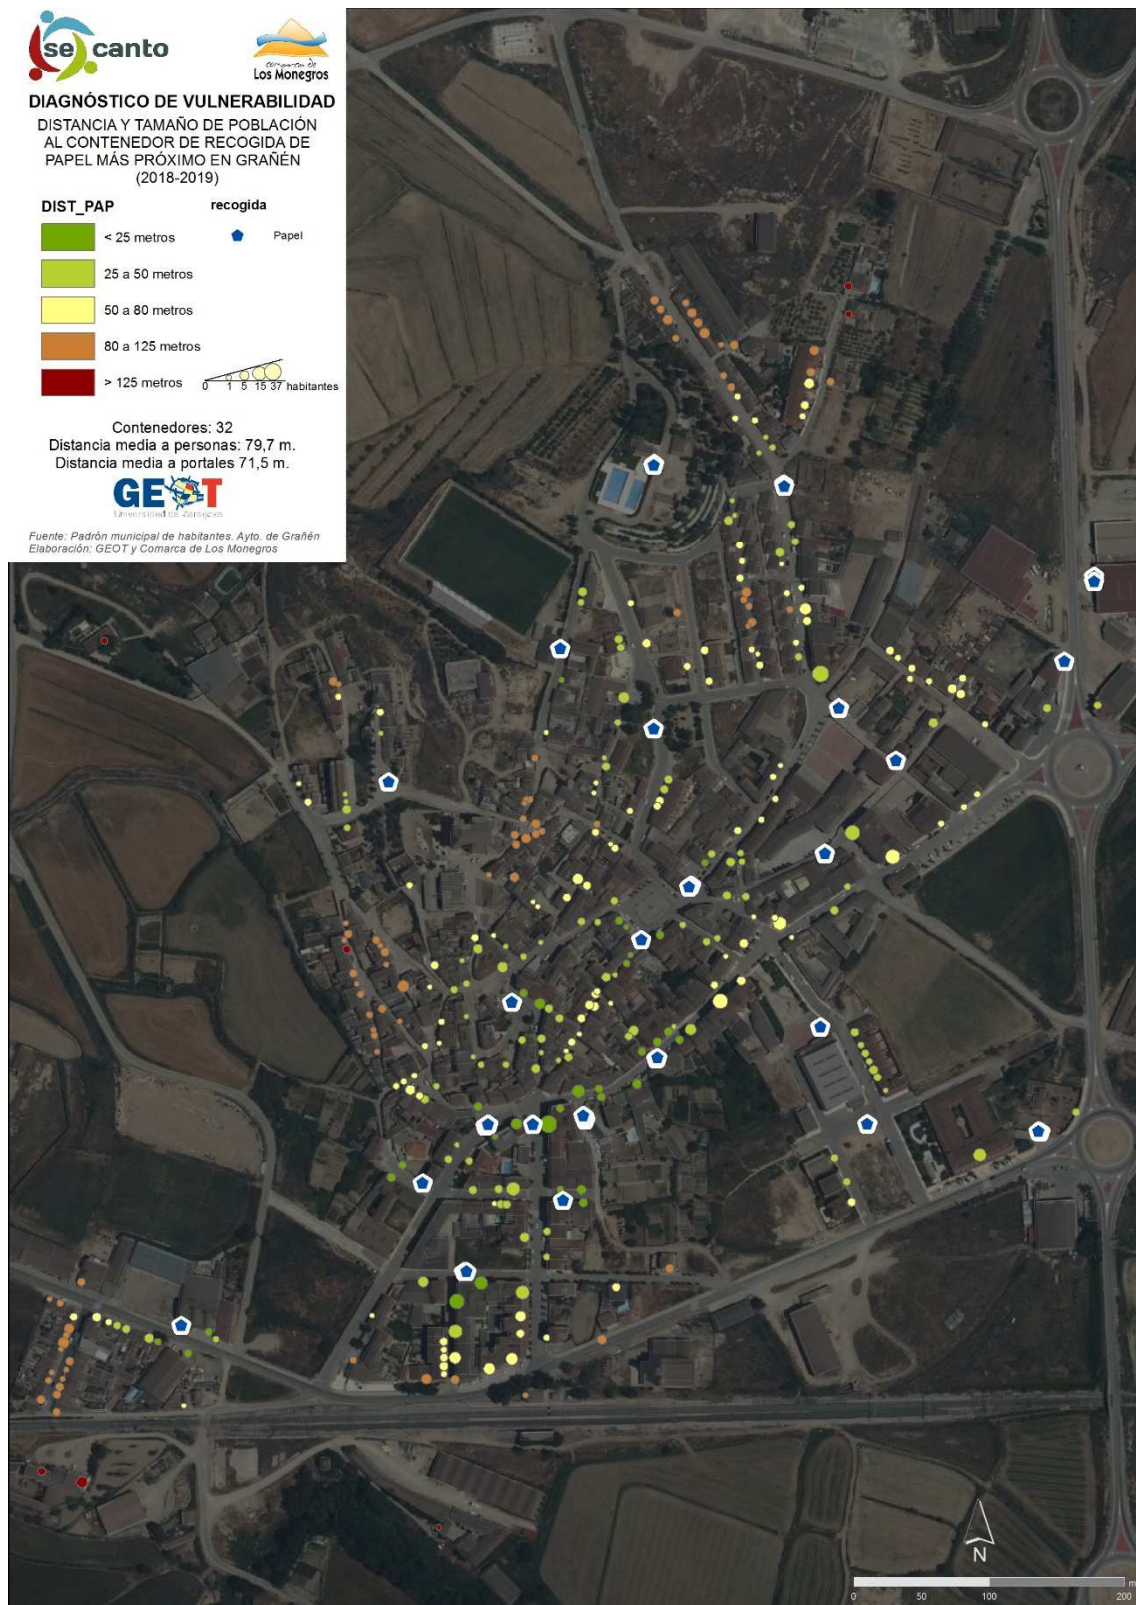 se canto
comarca de
Los Monegros
DIAGNÓSTICO DE VULNERABILIDAD
DISTANCIA Y TAMAÑO DE POBLACIÓN
AL CONTENEDOR DE RECOGIDA DE
PAPEL MÁS PRÓXIMO EN GRAÑÉN
(2018-2019)
DIST_PAP
recogida
< 25 metros
Papel
25 a 50 metros
50 a 80 metros
80 a 125 metros
> 125 metros
0 1 5 15 37 habitantes
Contenedores: 32
Distancia media a personas: 79,7 m.
Distancia media a portales 71,5 m.
GEOT
Universidad de Zaragoza
Fuente: Padrón municipal de habitantes. Ayto. de Grañén
Elaboración: GEOT y Comarca de Los Monegros
N
m
0 50 100 200